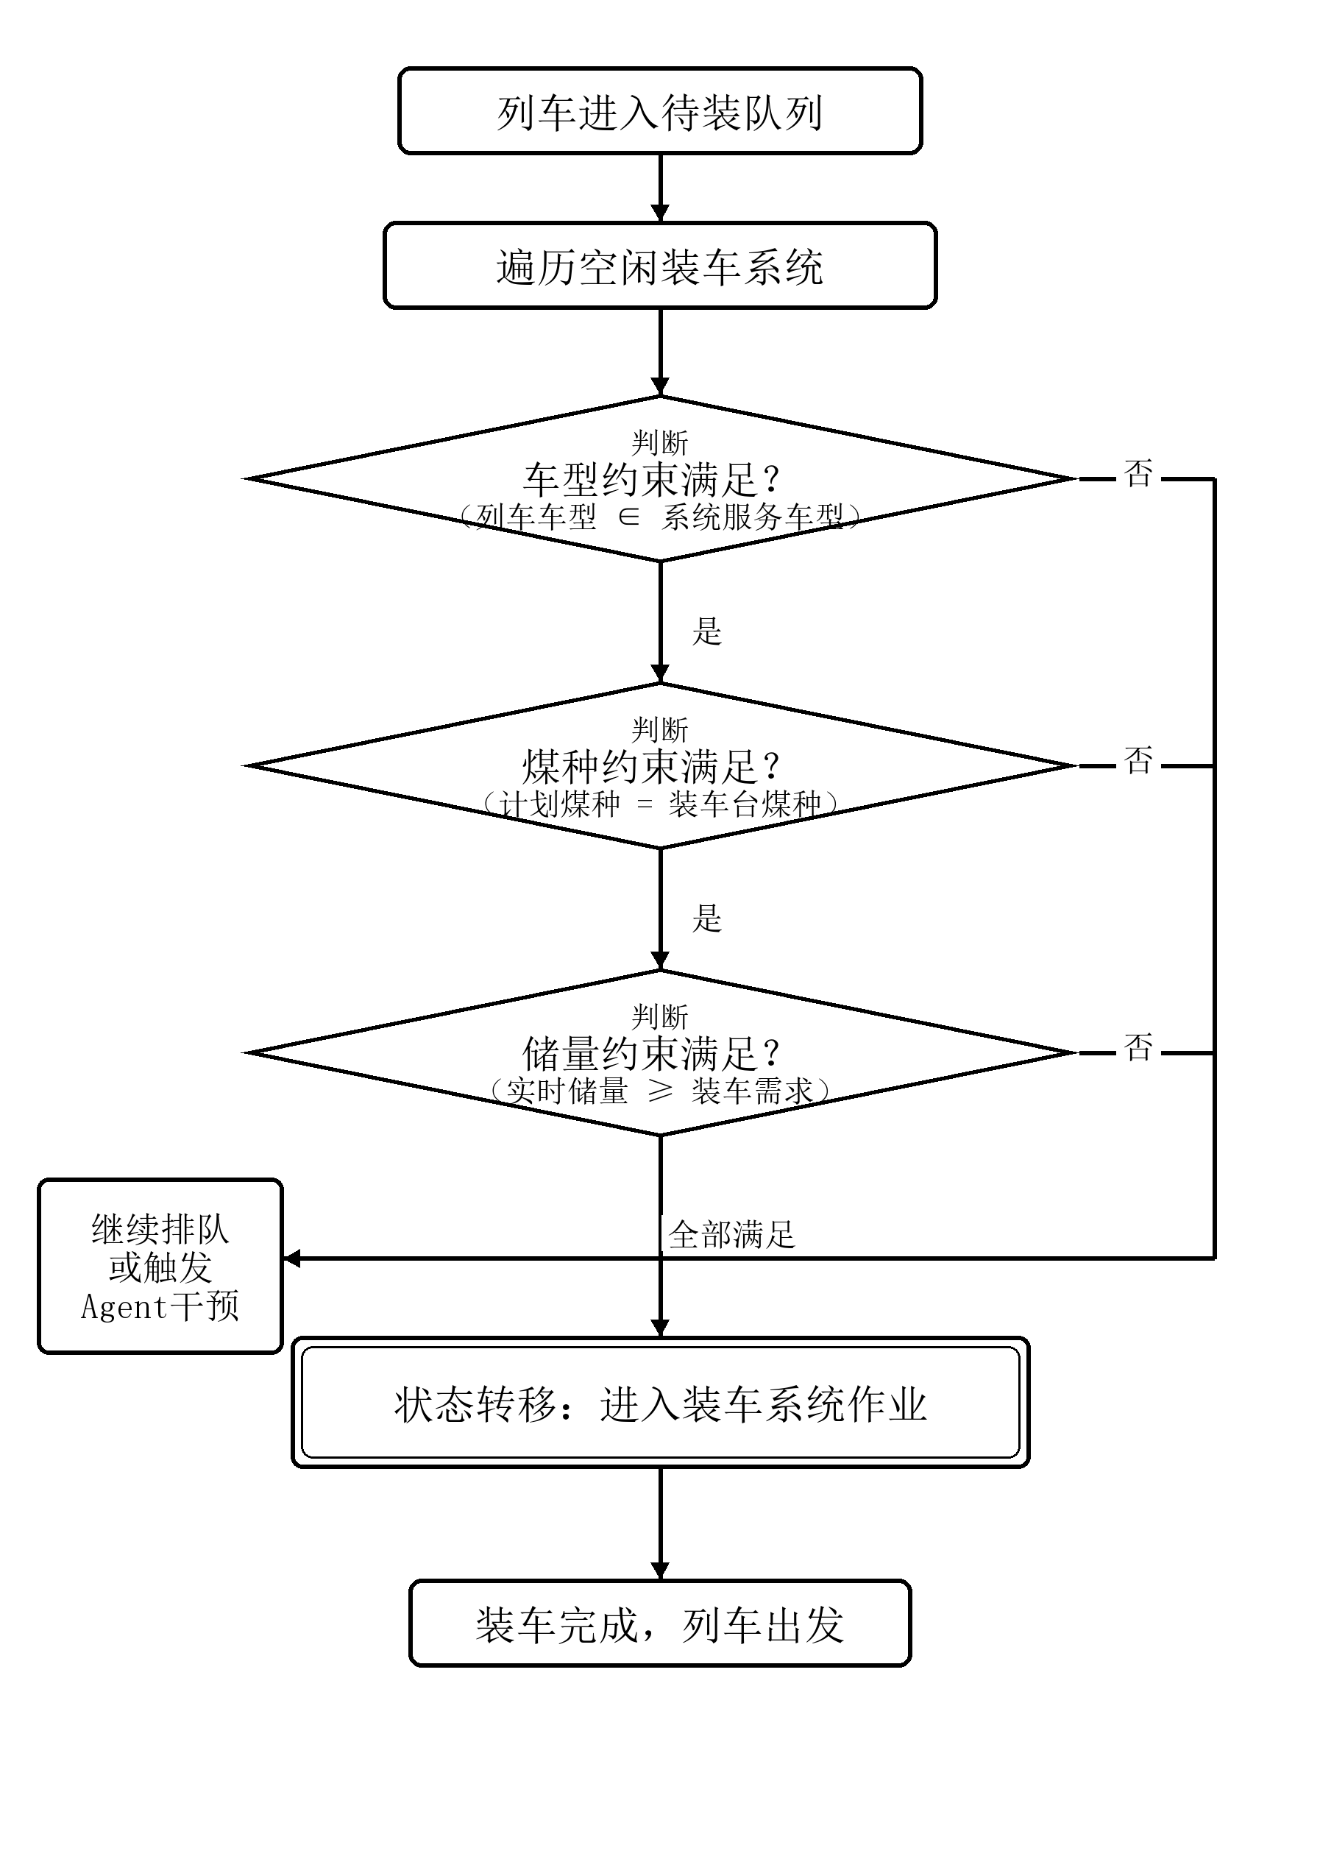 列车进入待装队列
遍历空闲装车系统
判断
车型约束满足？
（列车车型 ∈ 系统服务车型）
否
是
判断
煤种约束满足？
（计划煤种 = 装车台煤种）
否
是
判断
储量约束满足？
（实时储量 ≥ 装车需求）
否
全部满足
继续排队
或触发
Agent干预
状态转移：进入装车系统作业
装车完成，列车出发